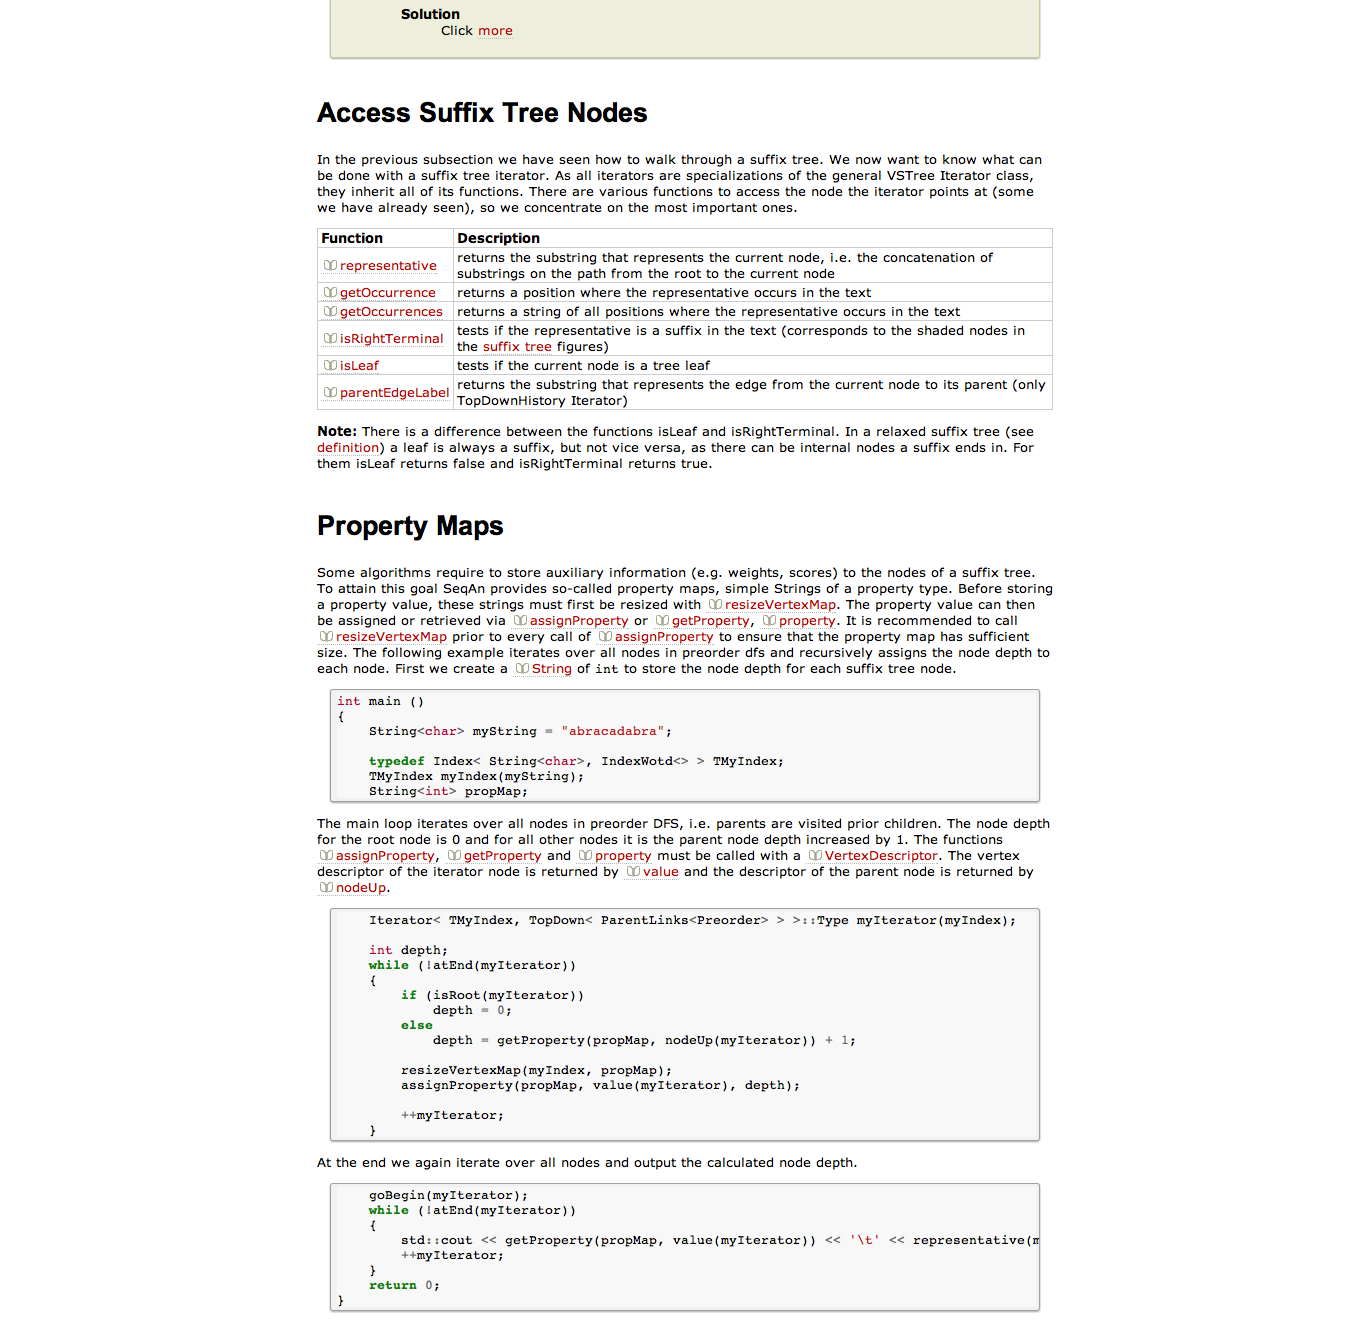 Solution
Click more
Access Suffix Tree Nodes
In the previous subsection we have seen how to walk through a suffix tree. We now want to know what can
be done with a suffix tree iterator. As all iterators are specializations of the general VSTree Iterator class,
they inherit all of its functions. There are various functions to access the node the iterator points at (some
we have already seen), so we concentrate on the most important ones.
Function Description
representative returns the substring that represents the current node, i.e. the concatenation of
substrings on the path from the root to the current node
getOccurrence returns a position where the representative occurs in the text
getOccurrences returns a string of all positions where the representative occurs in the text
isRightTerminal tests if the representative is a suffix in the text (corresponds to the shaded nodes in
the suffix tree figures)
isLeaf tests if the current node is a tree leaf
parentEdgeLabel returns the substring that represents the edge from the current node to its parent (only
TopDownHistory Iterator)
Note: There is a difference between the functions isLeaf and isRightTerminal. In a relaxed suffix tree (see
definition) a leaf is always a suffix, but not vice versa, as there can be internal nodes a suffix ends in. For
them isLeaf returns false and isRightTerminal returns true.
Property Maps
Some algorithms require to store auxiliary information (e.g. weights, scores) to the nodes of a suffix tree.
To attain this goal SeqAn provides so-called property maps, simple Strings of a property type. Before storing
a property value, these strings must first be resized with resizeVertexMap. The property value can then
be assigned or retrieved via assignProperty or getProperty, property. It is recommended to call
resizeVertexMap prior to every call of assignProperty to ensure that the property map has sufficient
size. The following example iterates over all nodes in preorder dfs and recursively assigns the node depth to
each node. First we create a String of int to store the node depth for each suffix tree node.
int main ()
{
String<char> myString = "abracadabra";
typedef Index< String<char>, IndexWotd<> > TMyIndex;
TMyIndex myIndex(myString);
String<int> propMap;
The main loop iterates over all nodes in preorder DFS, i.e. parents are visited prior children. The node depth
for the root node is 0 and for all other nodes it is the parent node depth increased by 1. The functions
assignProperty, getProperty and property must be called with a VertexDescriptor. The vertex
descriptor of the iterator node is returned by value and the descriptor of the parent node is returned by
nodeUp.
Iterator< TMyIndex, TopDown< ParentLinks<Preorder> > >::Type myIterator(myIndex);
int depth;
while (!atEnd(myIterator))
{
if (isRoot(myIterator))
depth = 0;
else
depth = getProperty(propMap, nodeUp(myIterator)) + 1;
resizeVertexMap(myIndex, propMap);
assignProperty(propMap, value(myIterator), depth);
++myIterator;
}
At the end we again iterate over all nodes and output the calculated node depth.
goBegin(myIterator);
while (!atEnd(myIterator))
{
std::cout << getProperty(propMap, value(myIterator)) << '\t' << representative(m
++myIterator;
}
return 0;
}